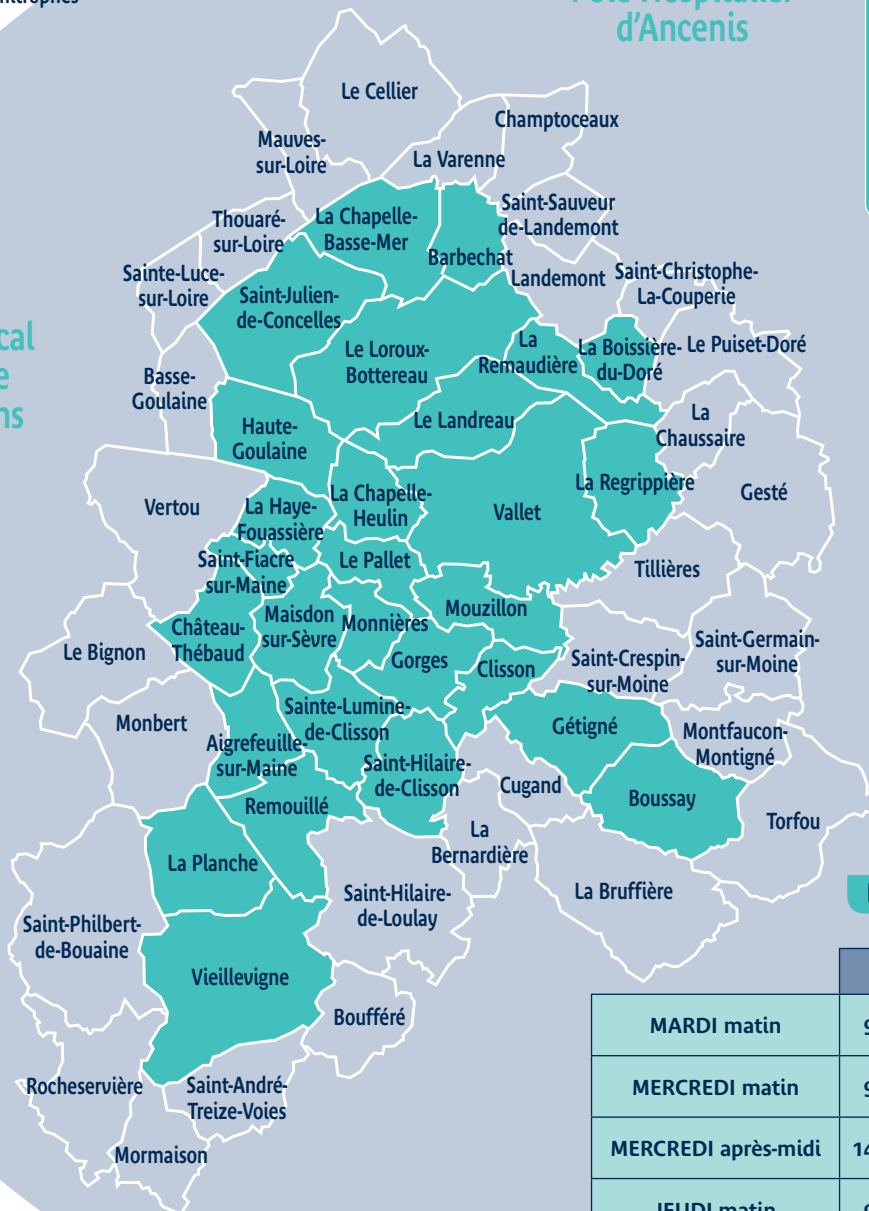 d'Ancenis
Le Cellier
Champtoceaux
Mauves-
sur-Loire
La Varenne
Saint-Sauveur
de-Landemont
Thouaré-
sur-Loire
La Chapelle-
Basse-Mer
Barbechat
Landemont
Saint-Christophe-
La-Couperie
Sainte-Luce-
sur-Loire
Saint-Julien-
de-Concelles
Le Loroux-
Bottereau
La
Remaudière
La Boissière-
du-Doré
Le Puiset-Doré
Basse-
Goulaine
Haute-
Goulaine
Le Landreau
La
Chaussaire
Vertou
La Haye-
Fouassière
La Chapelle-
Heulin
Vallet
La Regrippière
Gesté
Saint-Fiacre
sur-Maine
Le Pallet
Tillières
Château-
Thébaud
Maisdon
sur-Sèvre
Monnières
Mouzillon
Le Bignon
Gorges
Clisson
Saint-Crespin-
sur-Moine
Saint-Germain-
sur-Moine
Monbert
Aigrefeuille-
sur-Maine
Sainte-Lumine-
de-Clisson
Saint-Hilaire-
de-Clisson
Gétigné
Montfaucon-
Montigné
Remouillé
Cugand
Boussay
Torfou
La
Bernardière
La Planche
Saint-Hilaire-
de-Loulay
La Bruffière
Saint-Philbert-
de-Bouaine
Vieillevigne
Boufféré
Rocheservière
Saint-André-
Treize-Voies
Mormaison
MARDI matin
MERCREDI matin
MERCREDI après-midi
JEUDI matin